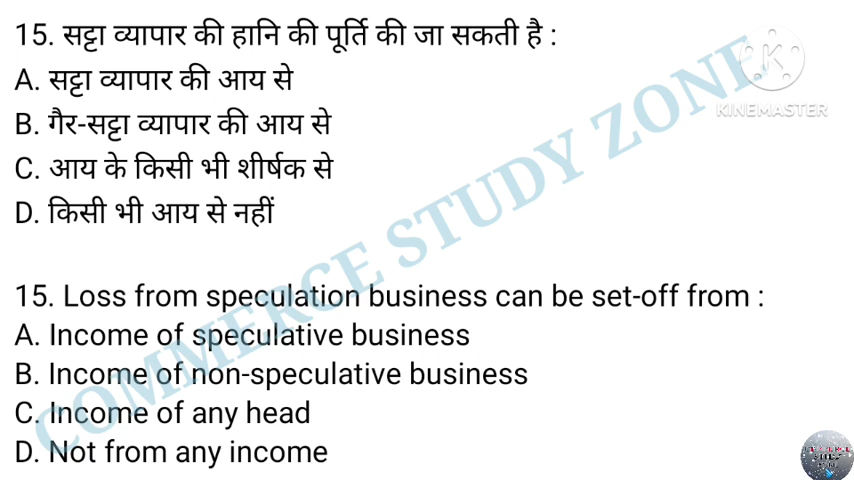 15. सट्टा व्यापार की हानि की पूर्ति की जा सकती है :
A. सट्टा व्यापार की आय से
B. गैर-सट्टा व्यापार की आय से
C. आय के किसी भी शीर्षक से
D. किसी भी आय से नहीं
15. Loss from speculation business can be set-off from :
A. Income of speculative business
B. Income of non-speculative business
C. Income of any head
D. Not from any income
COMMERCE STUDY ZONE
K
KINEMASTER